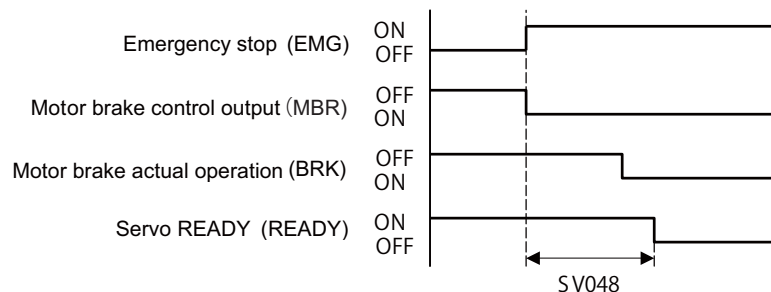 Emergency stop (EMG) ON
OFF
Motor brake control output (MBR) OFF
ON
Motor brake actual operation (BRK) OFF
ON
Servo READY (READY) ON
OFF
SV048